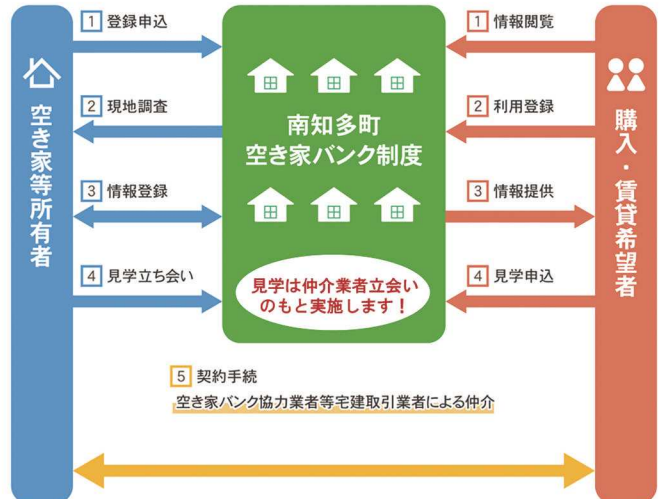 空き家等所有者
1 登録申込
2 現地調査
3 情報登録
4 見学立ち会い
南知多町
空き家バンク制度
見学は仲介業者立会い
のもと実施します！
1 情報閲覧
2 利用登録
3 情報提供
4 見学申込
購入・賃貸希望者
5 契約手続
空き家バンク協力業者等宅建取引業者による仲介